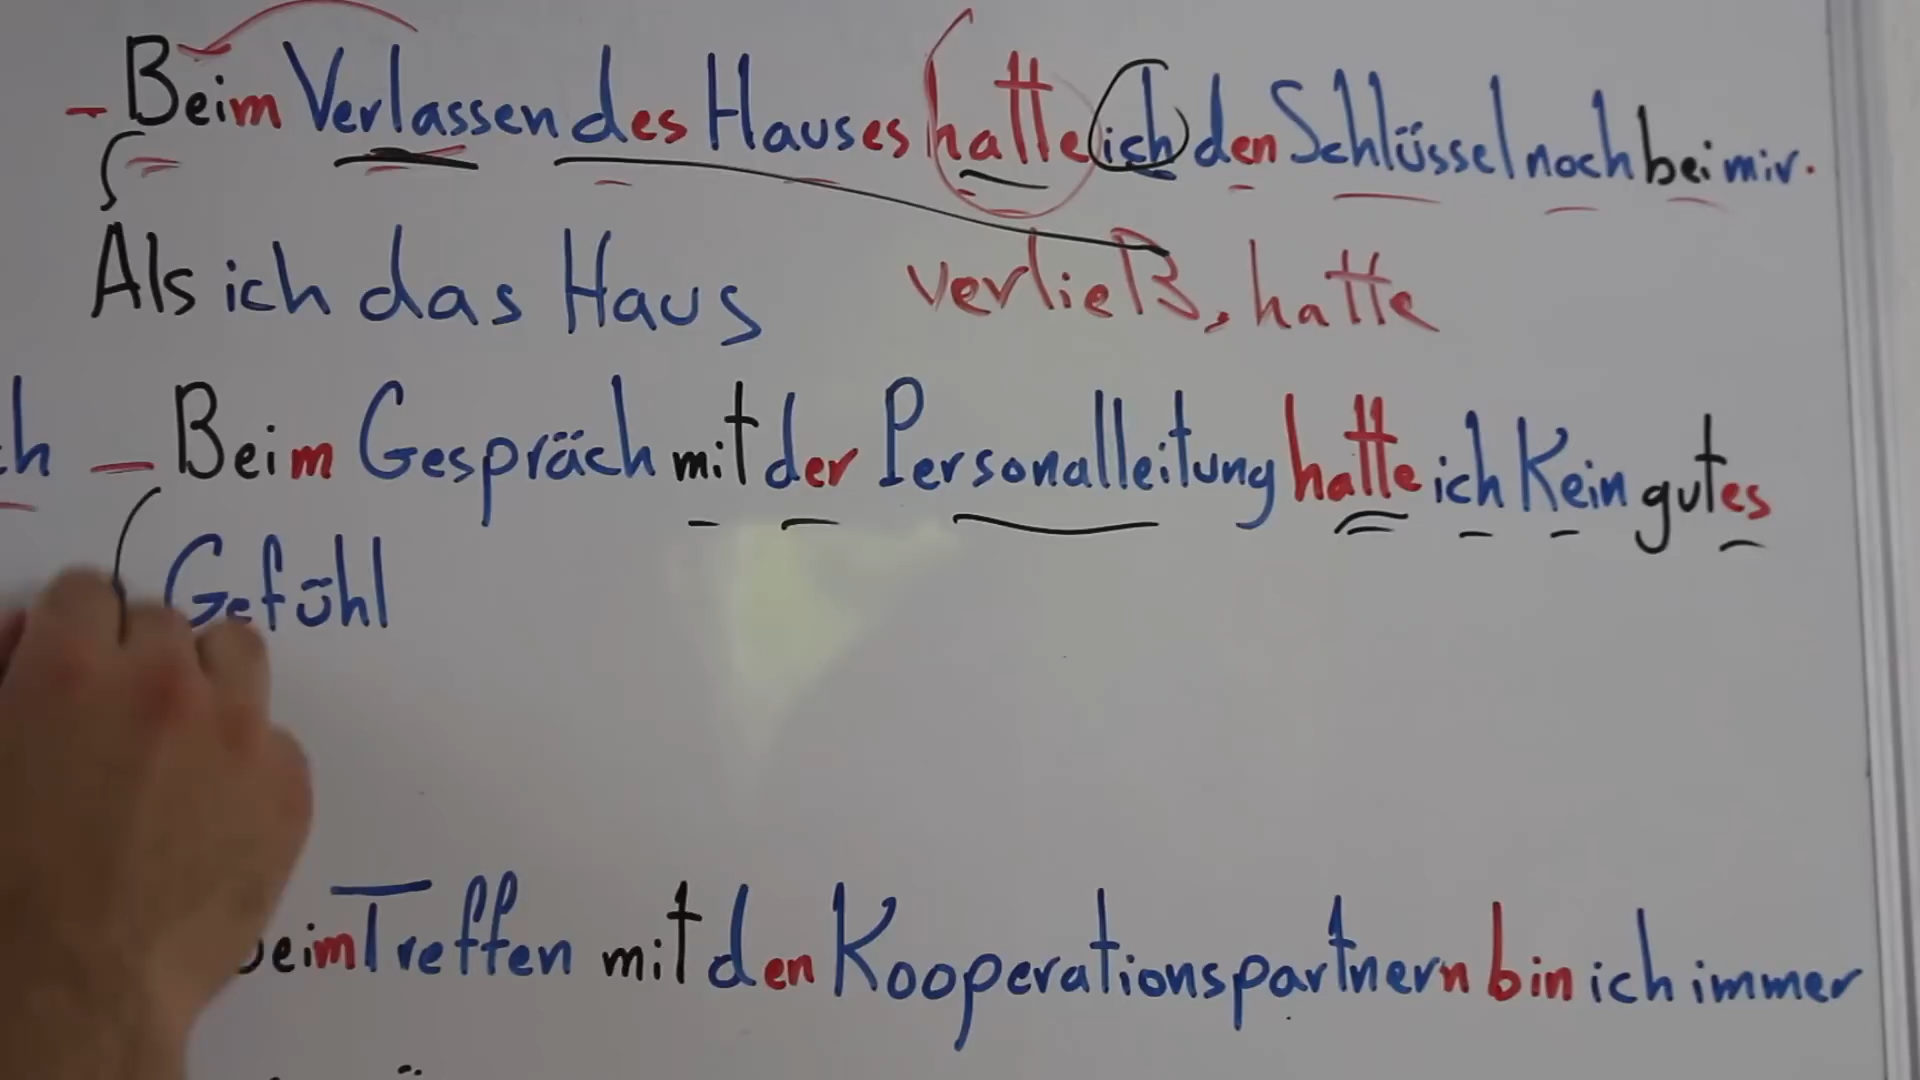 - Beim Verlassen des Hauses hatte ich den Schlüssel noch bei mir.
Als ich das Haus verließ, hatte
- Beim Gespräch mit der Personalleitung hatte ich Kein gutes
Gefühl
eim Treffen mit den Kooperationspartnern bin ich immer